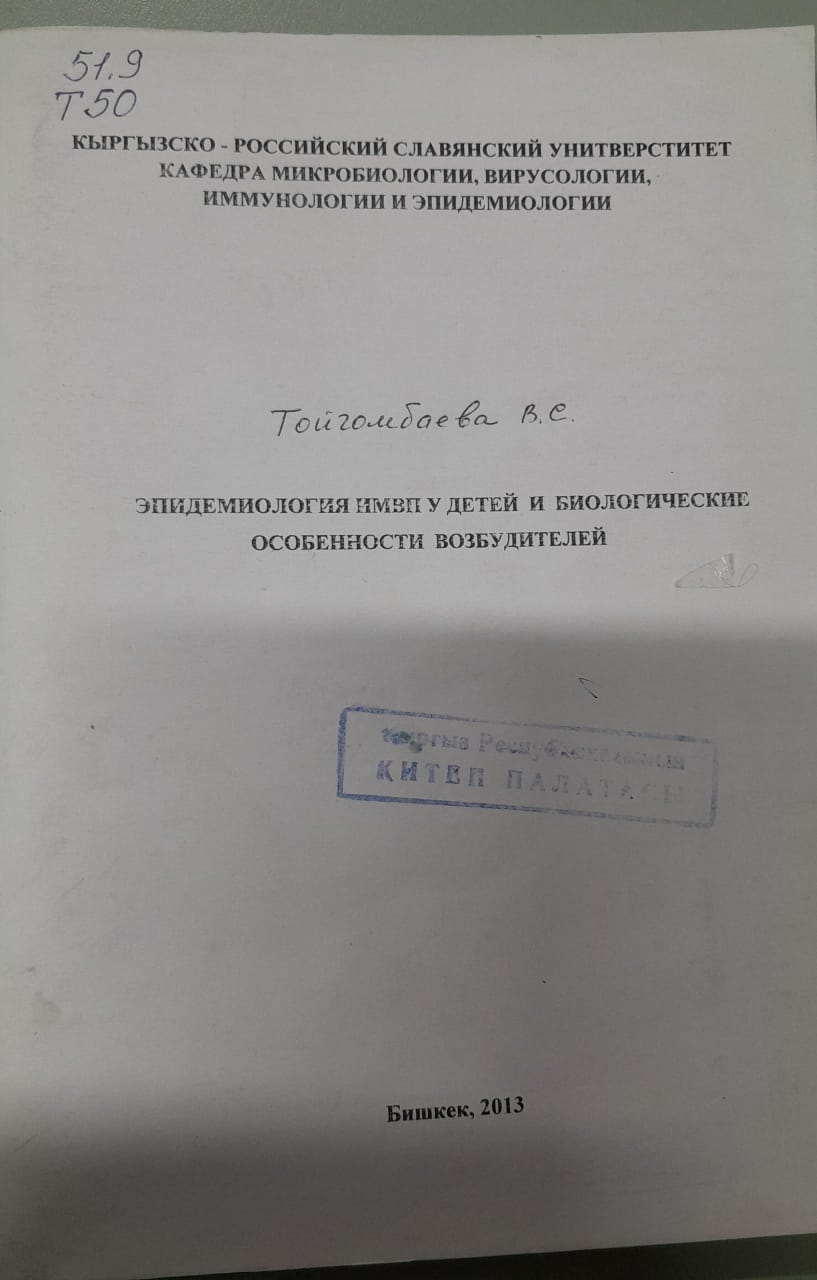 51.9
Т50
КЫРГЫЗСКО - РОССИЙСКИЙ СЛАВЯНСКИЙ УНИТВЕРСТИТЕТ
КАФЕДРА МИКРОБИОЛОГИИ, ВИРУСОЛОГИИ,
ИММУНОЛОГИИ И ЭПИДЕМИОЛОГИИ
Тойгомбаева В.С.
ЭПИДЕМИОЛОГИЯ ИМВП У ДЕТЕЙ И БИОЛОГИЧЕСКИЕ
ОСОБЕННОСТИ ВОЗБУДИТЕЛЕЙ
Кыргыз
КИТЕП ПАЛАТАСЫ
Бишкек, 2013